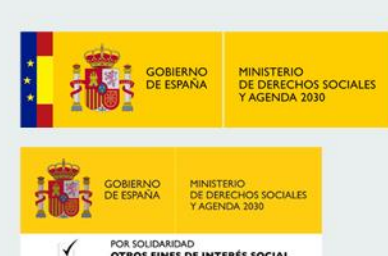 GOBIERNO
DE ESPAÑA
MINISTERIO
DE DERECHOS SOCIALES
Y AGENDA 2030
GOBIERNO
DE ESPAÑA
MINISTERIO
DE DERECHOS SOCIALES
Y AGENDA 2030
POR SOLIDARIDAD
OTROS FINES DE INTERÉS SOCIAL